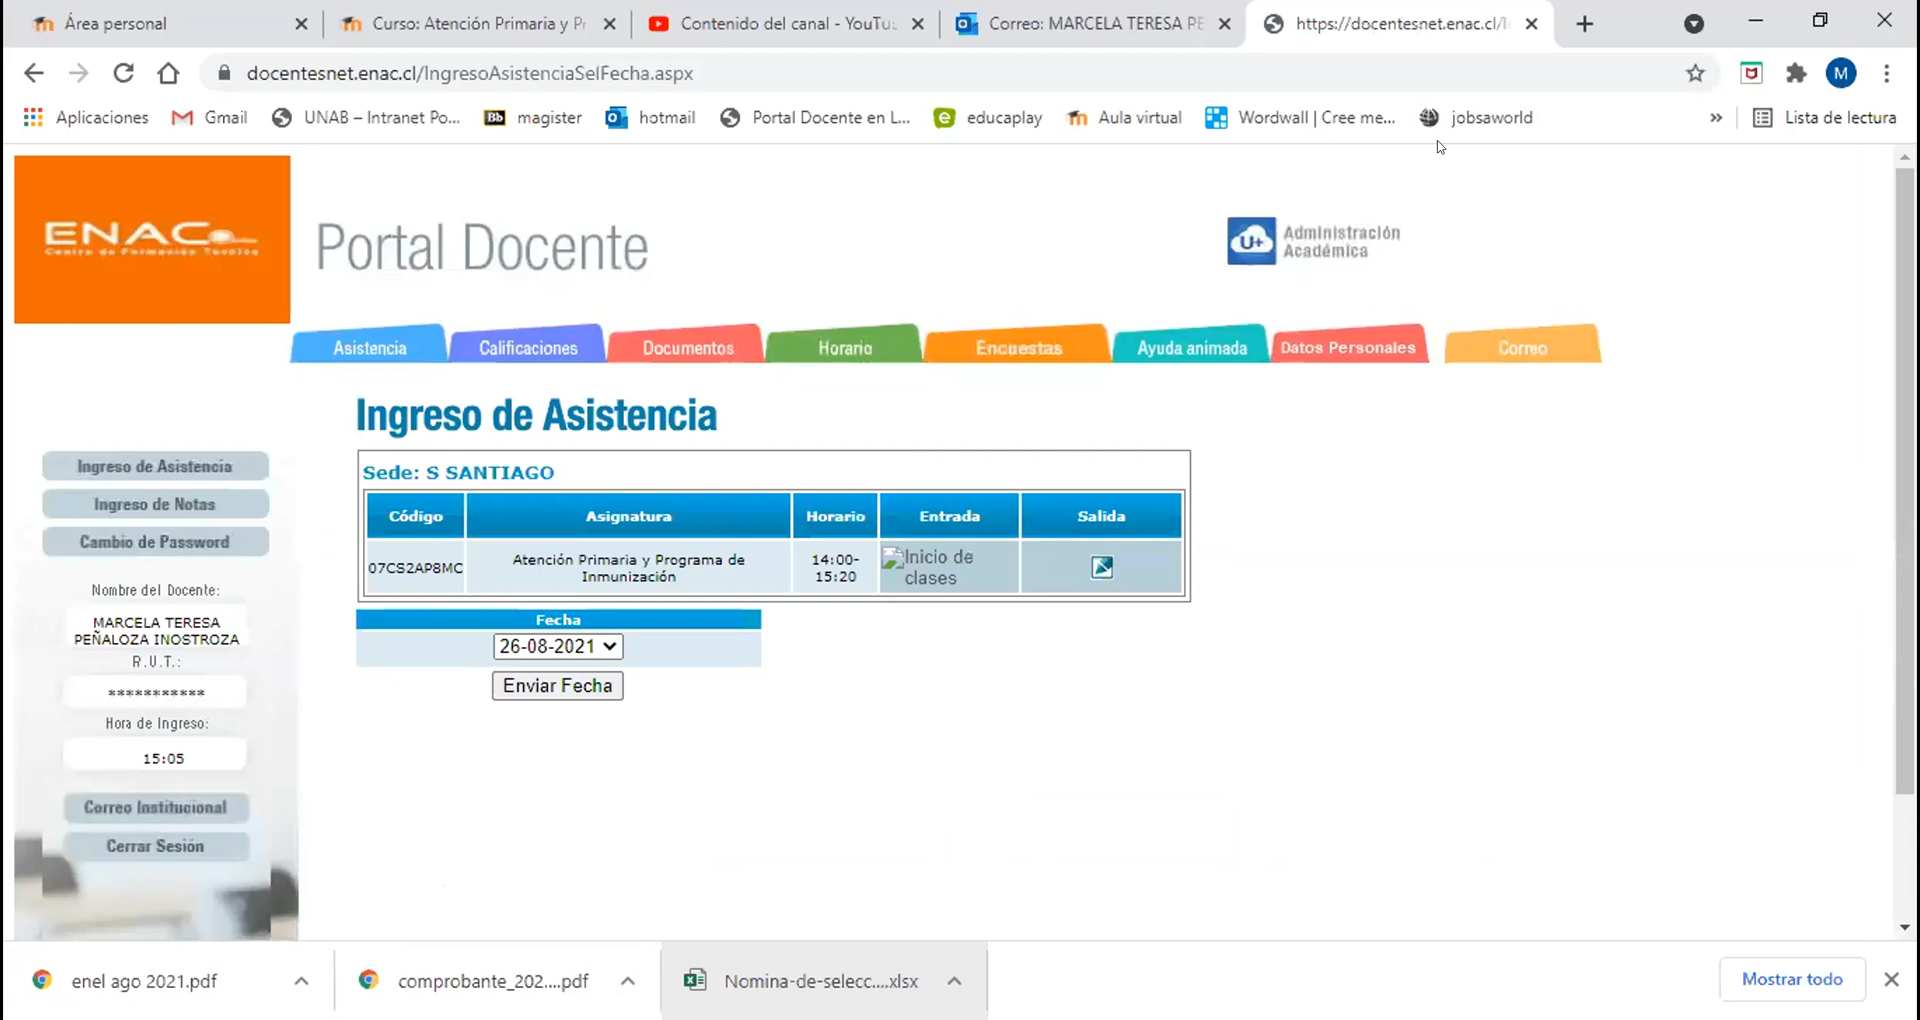 Área personal
Curso: Atención Primaria y Pr
Contenido del canal - YouTu
Correo: MARCELA TERESA PE
https://docentesnet.enac.cl/I
docentesnet.enac.cl/IngresoAsistenciaSelFecha.aspx
M
Aplicaciones
Gmail
UNAB – Intranet Po...
Bb magister
hotmail
Portal Docente en L...
educaplay
Aula virtual
Wordwall | Cree me...
jobsaworld
»
Lista de lectura
ENAC
Centro de Formación Técnica
Portal Docente
U+
Administración
Académica
Asistencia
Calificaciones
Documentos
Horario
Encuestas
Ayuda animada
Datos Personales
Correo
Ingreso de Asistencia
Ingreso de Asistencia
Ingreso de Notas
Cambio de Password
Nombre del Docente:
MARCELA TERESA
PEÑALOZA INOSTROZA
R.U.T.:
***********
Hora de Ingreso:
15:05
Correo Institucional
Cerrar Sesión
Sede: S SANTIAGO
Código
Asignatura
Horario
Entrada
Salida
07CS2AP8MC
Atención Primaria y Programa de
Inmunización
14:00-
15:20
Inicio de
clases
Fecha
26-08-2021
Enviar Fecha
enel ago 2021.pdf
comprobante_202....pdf
Nomina-de-selecc....xlsx
Mostrar todo